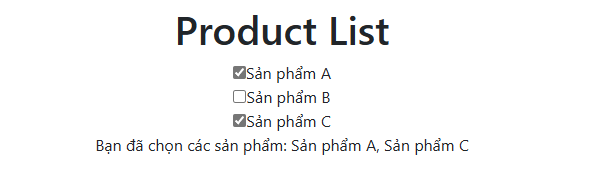 Product List
Sản phẩm A
Sản phẩm B
Sản phẩm C
Bạn đã chọn các sản phẩm: Sản phẩm A, Sản phẩm C